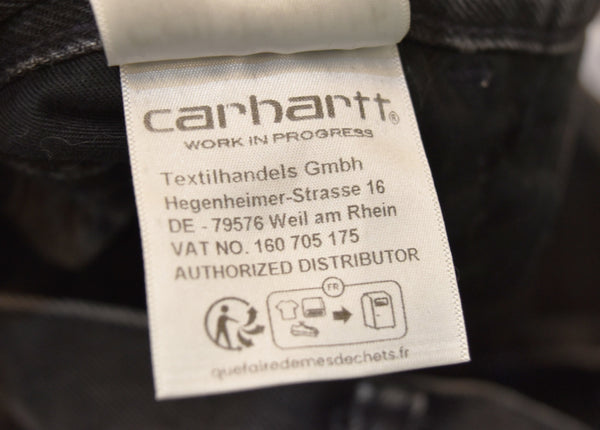 carhartt®
WORK IN PROGRESS
Textilhandels Gmbh
Hegenheimer-Strasse 16
DE - 79576 Weil am Rhein
VAT NO. 160 705 175
AUTHORIZED DISTRIBUTOR
FR
quefairedemesdechets.fr